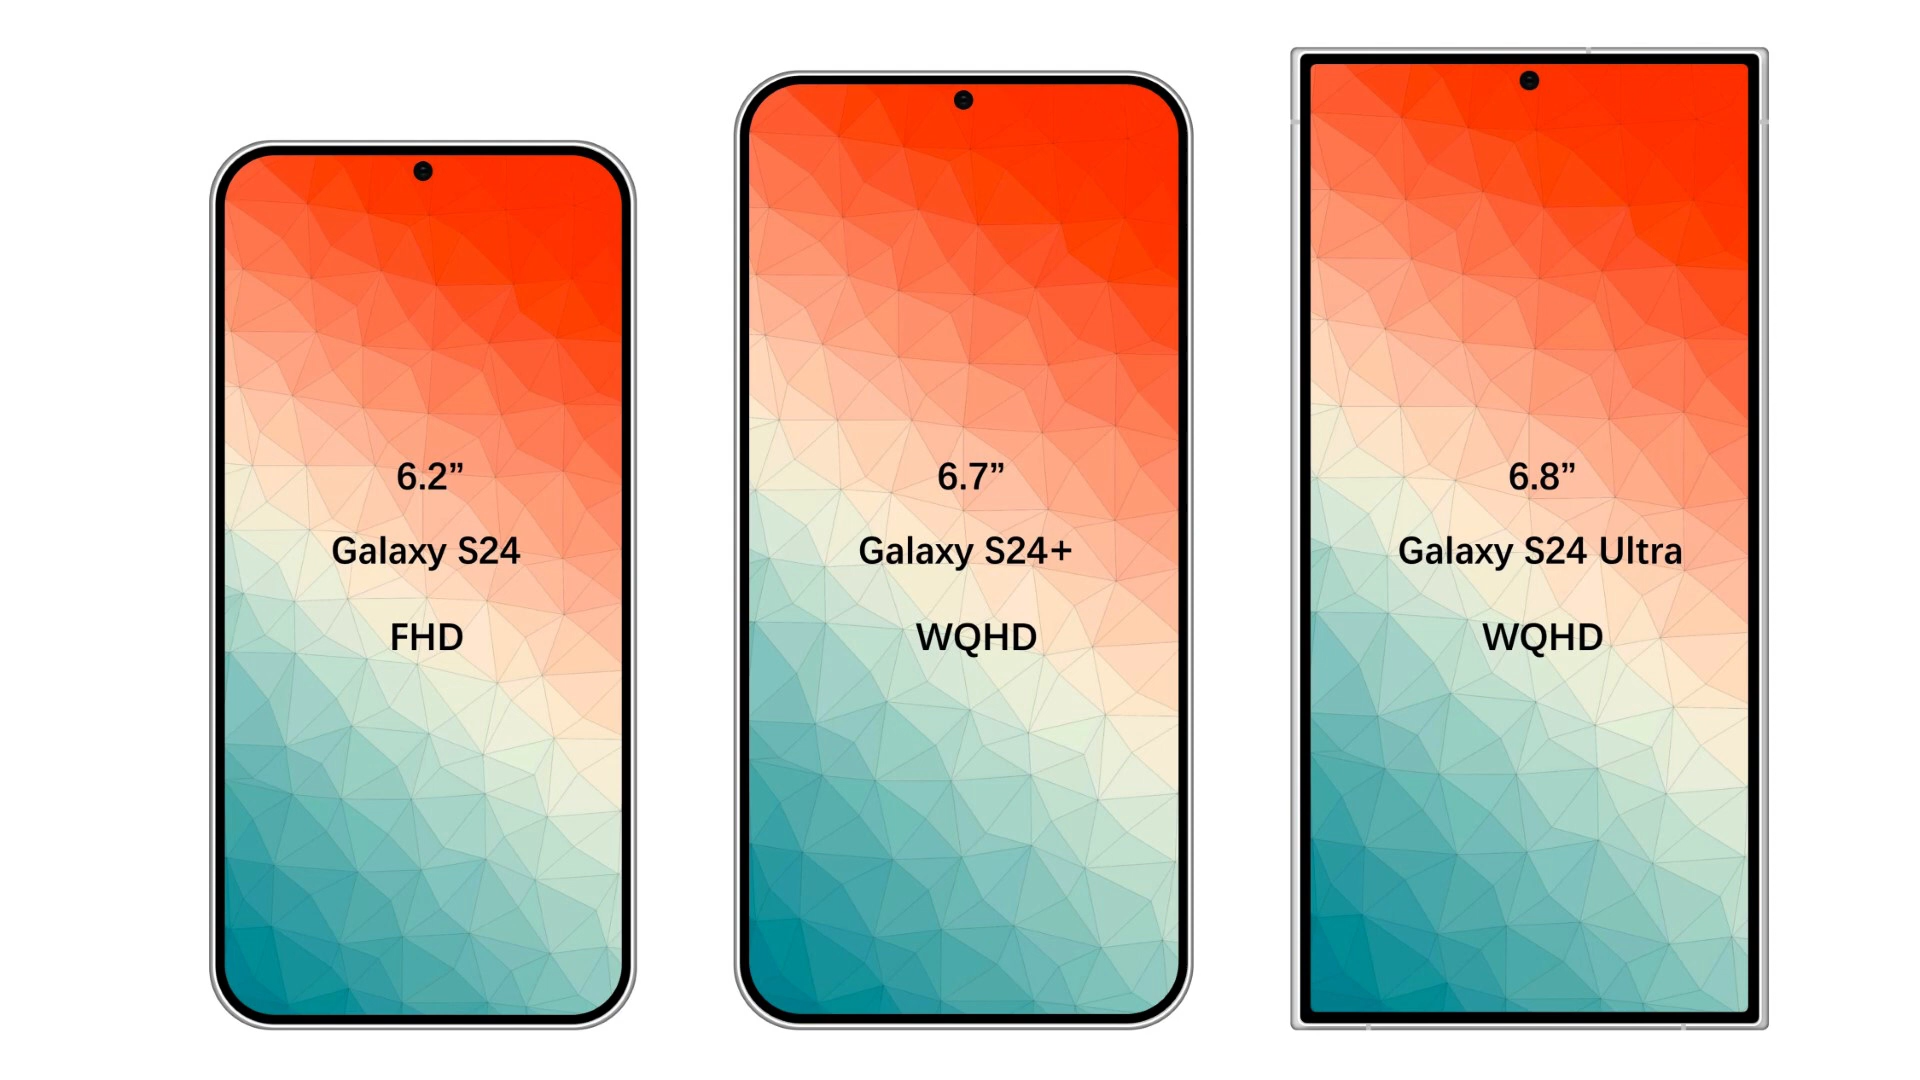 6.2”
Galaxy S24
FHD
6.7”
Galaxy S24+
WQHD
6.8”
Galaxy S24 Ultra
WQHD